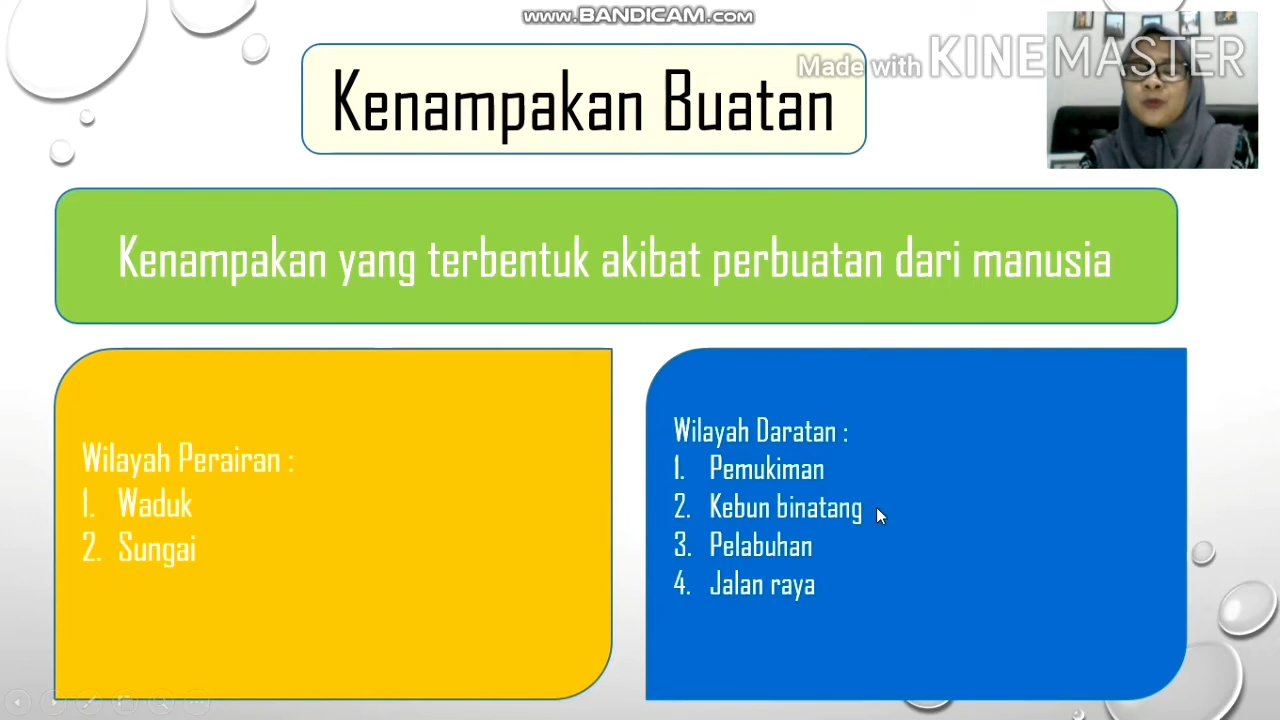 WWW.BANDICAM.COM
Made with KINEMASTER
Kenampakan Buatan
Kenampakan yang terbentuk akibat perbuatan dari manusia
Wilayah Perairan :
1. Waduk
2. Sungai
Wilayah Daratan :
1. Pemukiman
2. Kebun binatang
3. Pelabuhan
4. Jalan raya